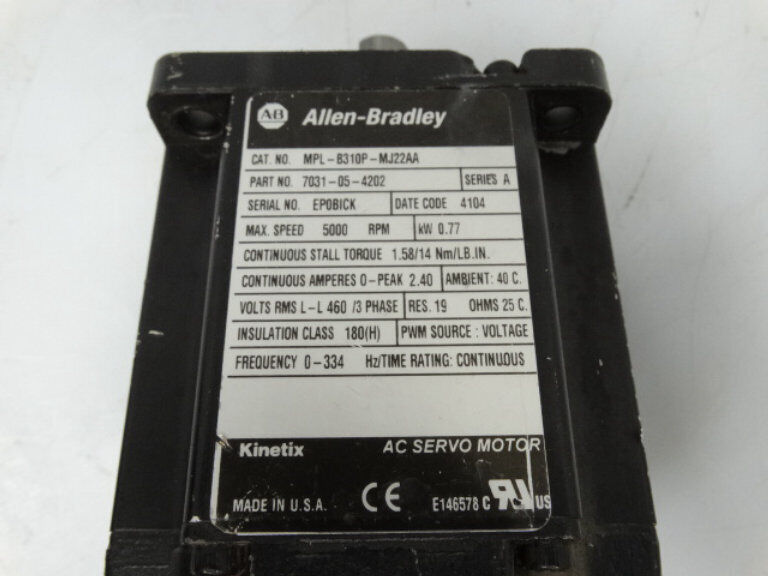 AB Allen-Bradley
CAT. NO. MPL-B310P-MJ22AA
PART NO. 7031-05-4202 SERIES A
SERIAL NO. EPOBICK DATE CODE 4104
MAX. SPEED 5000 RPM kW 0.77
CONTINUOUS STALL TORQUE 1.58/14 Nm/LB.IN.
CONTINUOUS AMPERES 0-PEAK 2.40 AMBIENT: 40 C.
VOLTS RMS L-L 460 /3 PHASE RES. 19 OHMS 25 C.
INSULATION CLASS 180(H) PWM SOURCE : VOLTAGE
FREQUENCY 0-334 Hz/TIME RATING: CONTINUOUS
Kinetix AC SERVO MOTOR
MADE IN U.S.A. CE E146578 C RU US